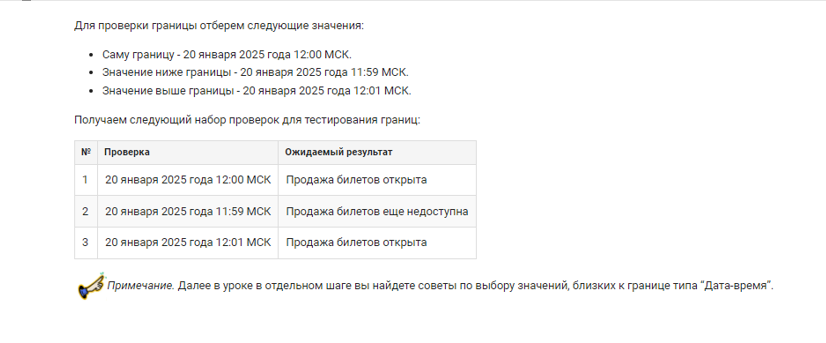 Для проверки границы отберем следующие значения:
• Саму границу - 20 января 2025 года 12:00 МСК.
• Значение ниже границы - 20 января 2025 года 11:59 МСК.
• Значение выше границы - 20 января 2025 года 12:01 МСК.
Получаем следующий набор проверок для тестирования границ:
№ Проверка Ожидаемый результат
1 20 января 2025 года 12:00 МСК Продажа билетов открыта
2 20 января 2025 года 11:59 МСК Продажа билетов еще недоступна
3 20 января 2025 года 12:01 МСК Продажа билетов открыта
Примечание. Далее в уроке в отдельном шаге вы найдете советы по выбору значений, близких к границе типа “Дата-время”.